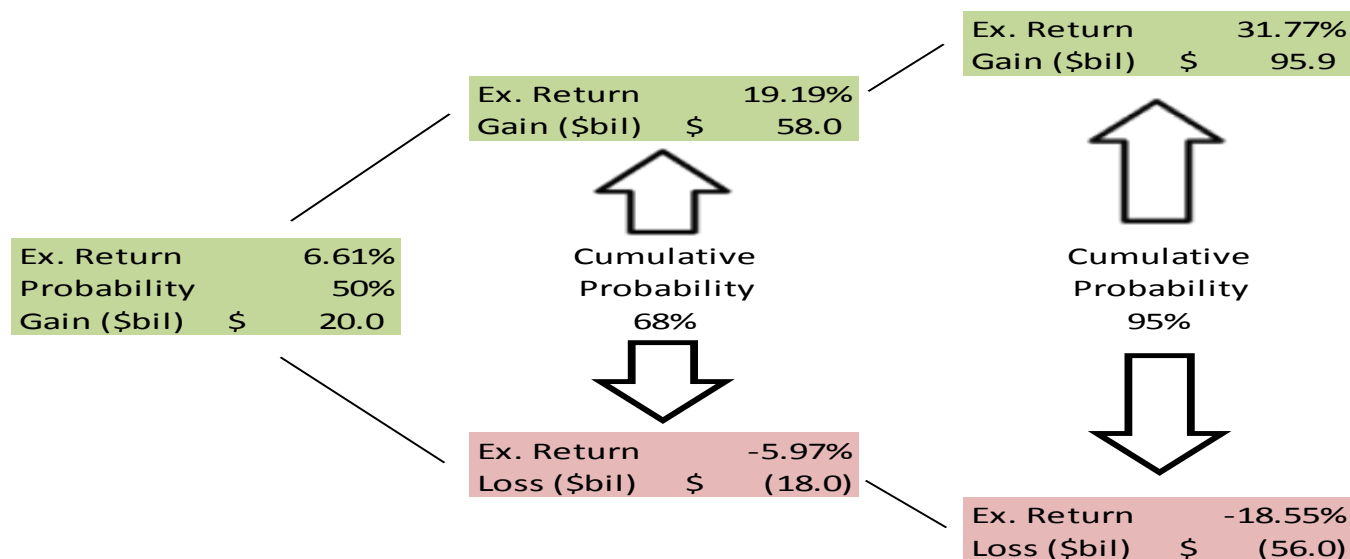 Ex. Return 31.77%
Gain ($bil) $ 95.9
Ex. Return 19.19%
Gain ($bil) $ 58.0
Ex. Return 6.61%
Probability 50%
Gain ($bil) $ 20.0
Cumulative
Probability
68%
Cumulative
Probability
95%
Ex. Return -5.97%
Loss ($bil) $ (18.0)
Ex. Return -18.55%
Loss ($bil) $ (56.0)